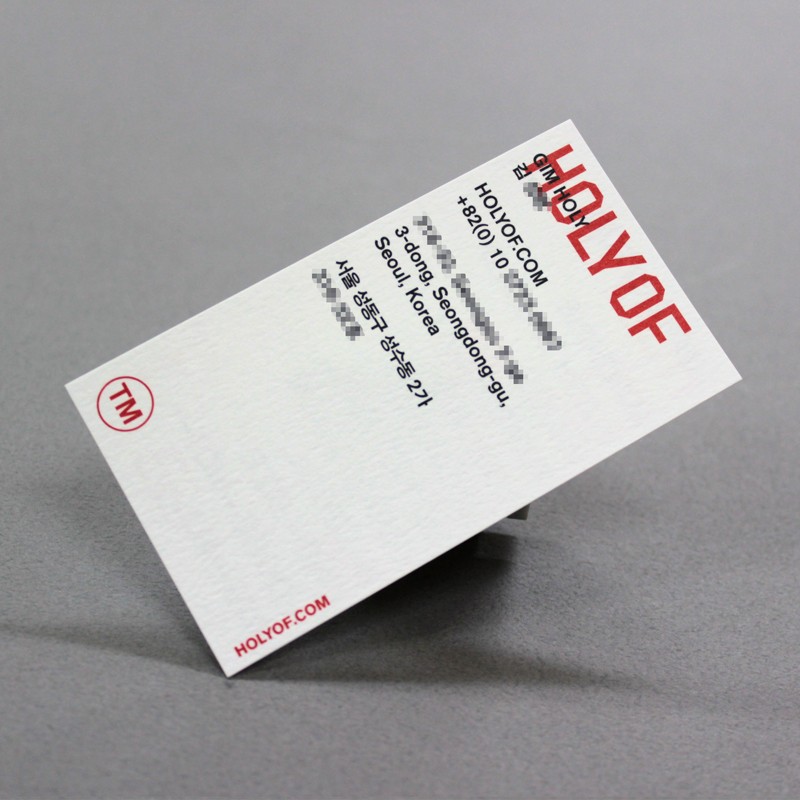 HOLYOF
GIM HOLY
김
HOLYOF.COM
+82(0) 10
3-dong, Seongdong-gu,
Seoul, Korea
서울 성동구 성수동 2가
TM
HOLYOF.COM